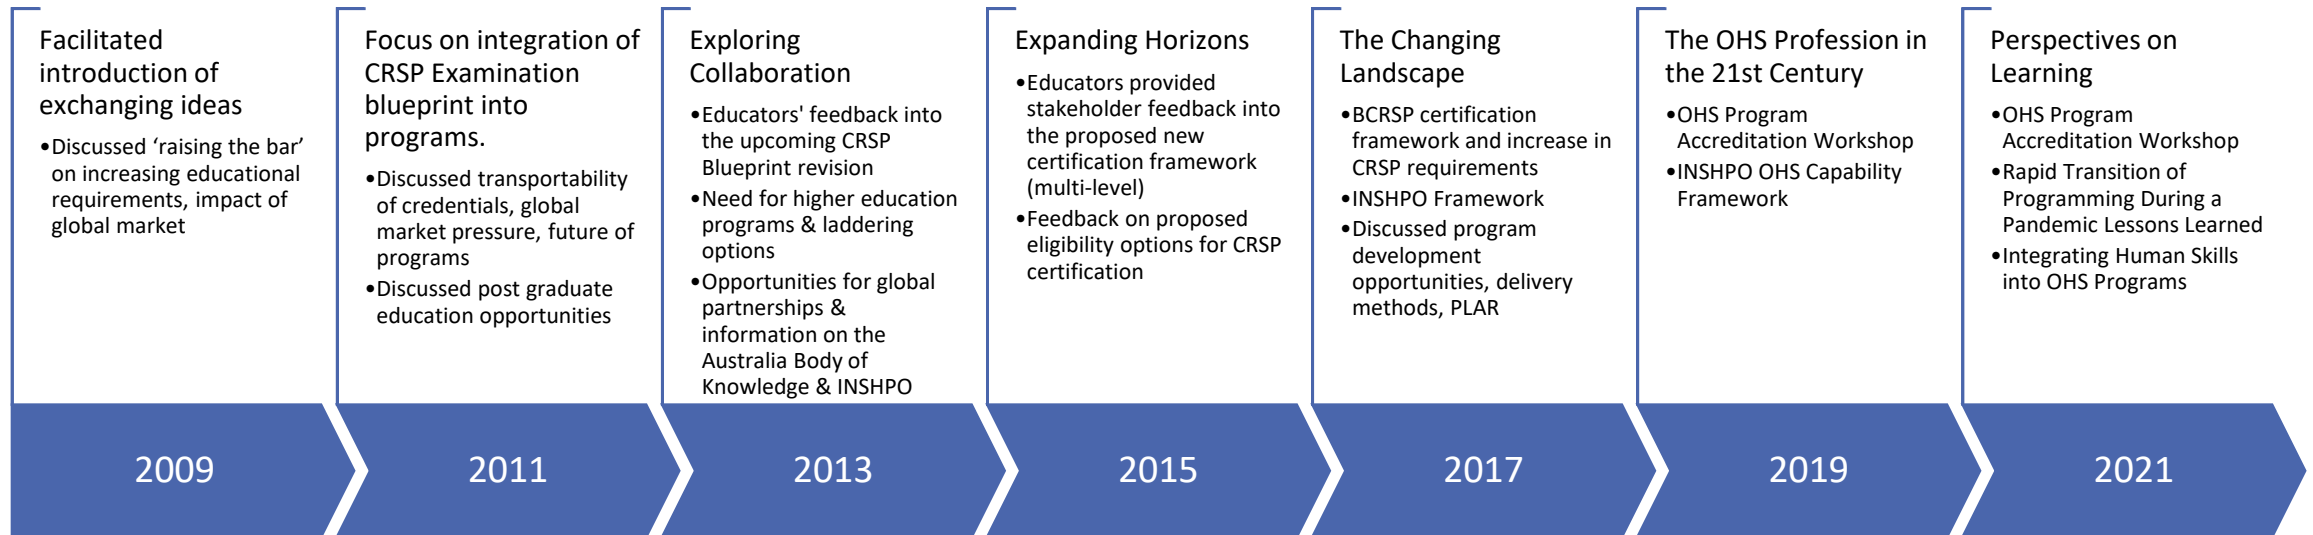 Facilitated
introduction of
exchanging ideas
•Discussed ‘raising the bar’
on increasing educational
requirements, impact of
global market
2009
Focus on integration of
CRSP Examination
blueprint into
programs.
•Discussed transportability
of credentials, global
market pressure, future of
programs
•Discussed post graduate
education opportunities
2011
Exploring
Collaboration
•Educators' feedback into
the upcoming CRSP
Blueprint revision
•Need for higher education
programs & laddering
options
•Opportunities for global
partnerships &
information on the
Australia Body of
Knowledge & INSHPO
2013
Expanding Horizons
•Educators provided
stakeholder feedback into
the proposed new
certification framework
(multi-level)
•Feedback on proposed
eligibility options for CRSP
certification
2015
The Changing
Landscape
•BCRSP certification
framework and increase in
CRSP requirements
•INSHPO Framework
•Discussed program
development
opportunities, delivery
methods, PLAR
2017
The OHS Profession in
the 21st Century
•OHS Program
Accreditation Workshop
•INSHPO OHS Capability
Framework
2019
Perspectives on
Learning
•OHS Program
Accreditation Workshop
•Rapid Transition of
Programming During a
Pandemic Lessons Learned
•Integrating Human Skills
into OHS Programs
2021